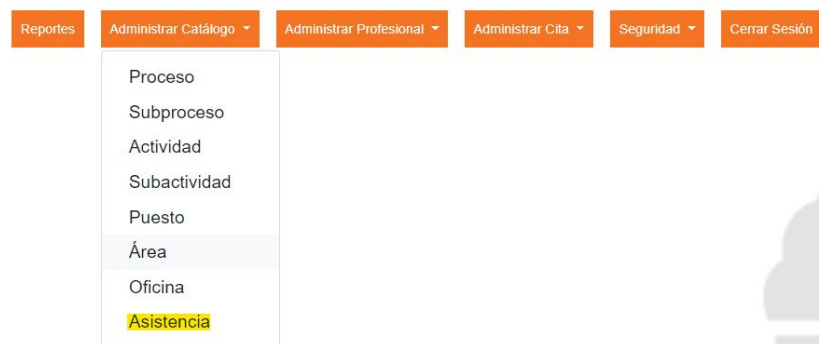 Reportes Administrar Catálogo Administrar Profesional Administrar Cita Seguridad Cerrar Sesión
Proceso
Subproceso
Actividad
Subactividad
Puesto
Área
Oficina
Asistencia